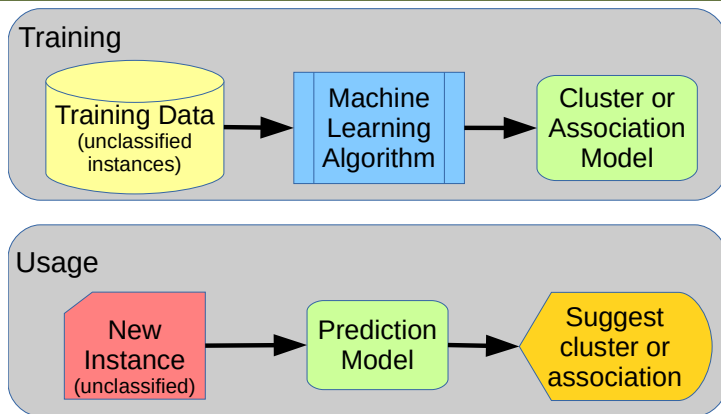 Training
Training Data
(unclassified
instances)
Machine
Learning
Algorithm
Cluster or
Association
Model
Usage
New
Instance
(unclassified)
Prediction
Model
Suggest
cluster or
association